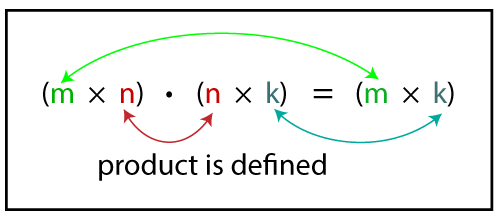 (m × n) · (n × k) = (m × k)
product is defined